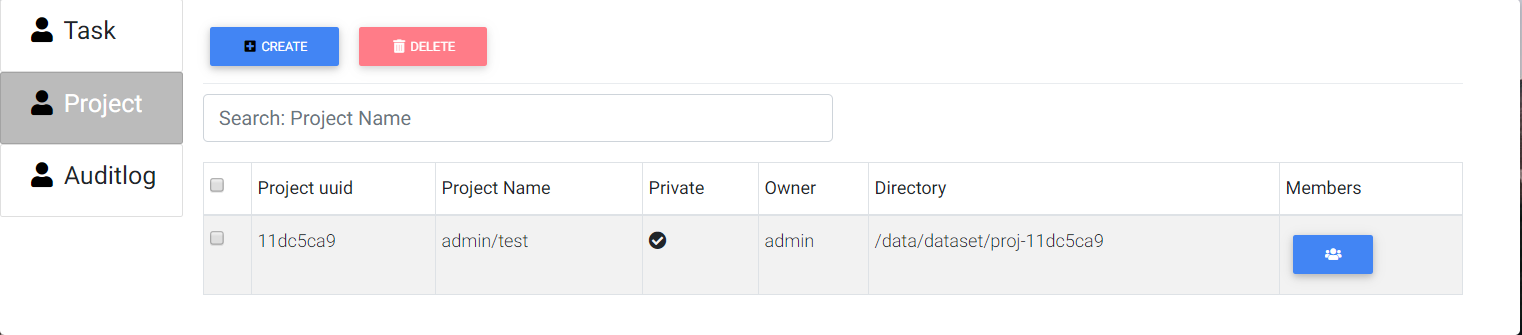 Task
Project
Auditlog
CREATE DELETE
Search: Project Name
Project uuid Project Name Private Owner Directory Members
11dc5ca9 admin/test admin /data/dataset/proj-11dc5ca9